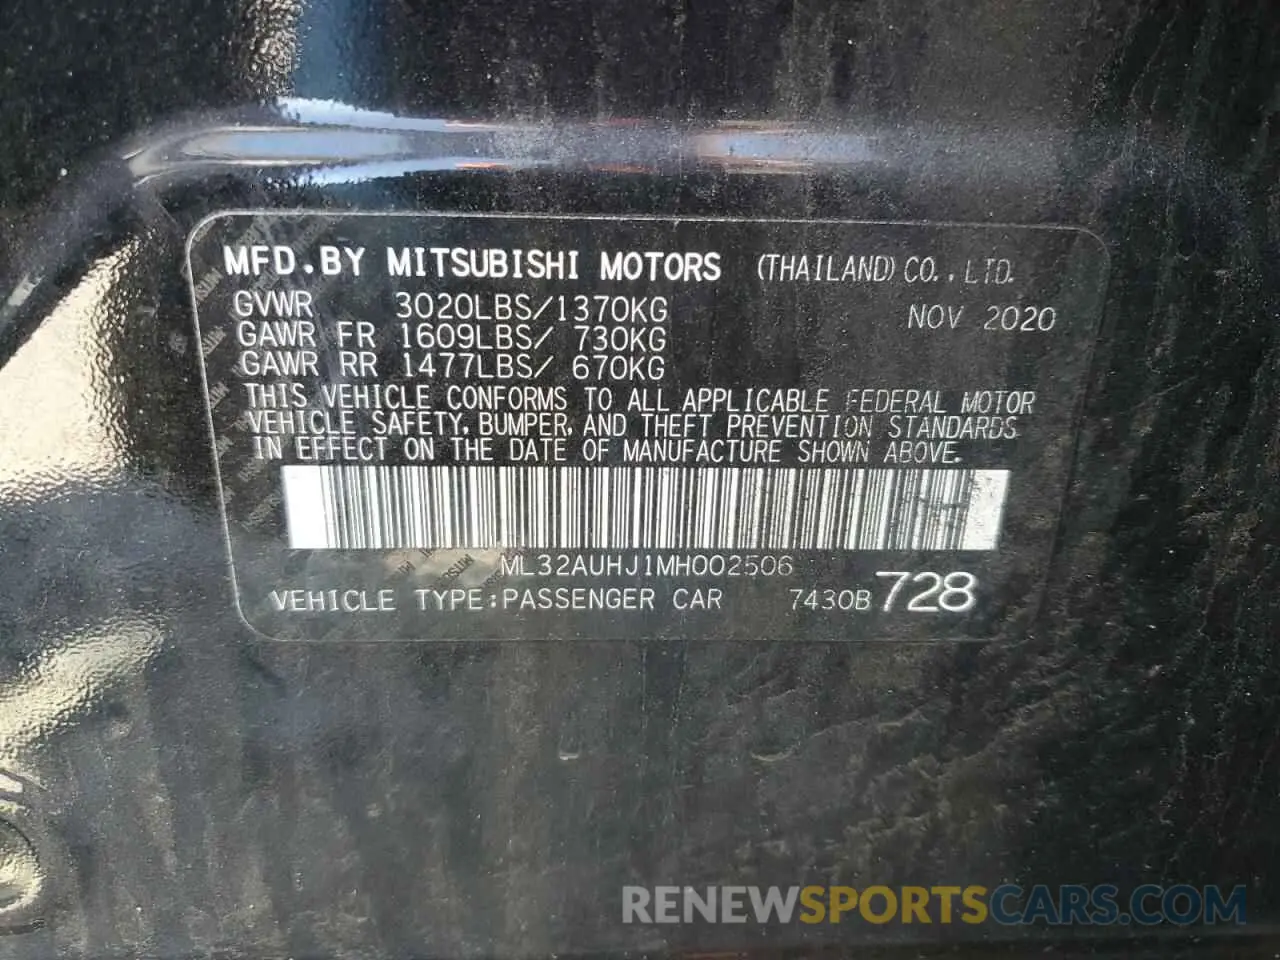 MFD.BY MITSUBISHI MOTORS (THAILAND) CO., LTD.
GVWR 3020LBS/1370KG NOV 2020
GAWR FR 1609LBS/ 730KG
GAWR RR 1477LBS/ 670KG
THIS VEHICLE CONFORMS TO ALL APPLICABLE FEDERAL MOTOR
VEHICLE SAFETY, BUMPER, AND THEFT PREVENTION STANDARDS
IN EFFECT ON THE DATE OF MANUFACTURE SHOWN ABOVE.
ML32AUHJ1MH002506
VEHICLE TYPE:PASSENGER CAR 7430B 728
RENEWSPORTSCARS.COM